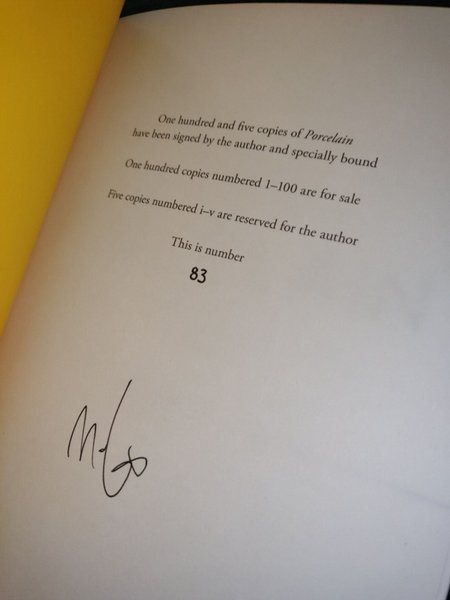 One hundred and five copies of Porcelain
have been signed by the author and specially bound
One hundred copies numbered 1–100 are for sale
Five copies numbered i–v are reserved for the author
This is number
83